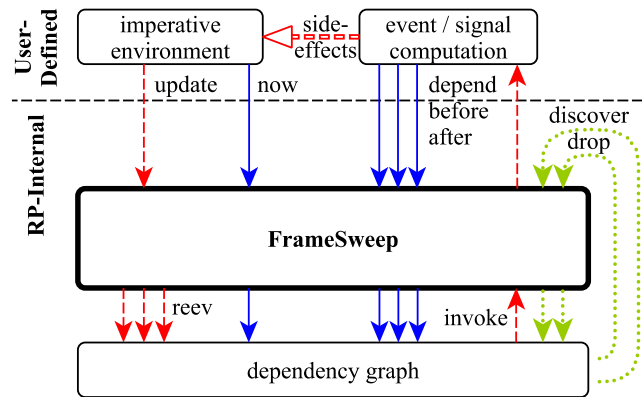 User-
Defined
imperative
environment
side-
effects
event / signal
computation
update
now
depend
before
after
discover
drop
RP-Internal
FrameSweep
reev
invoke
dependency graph